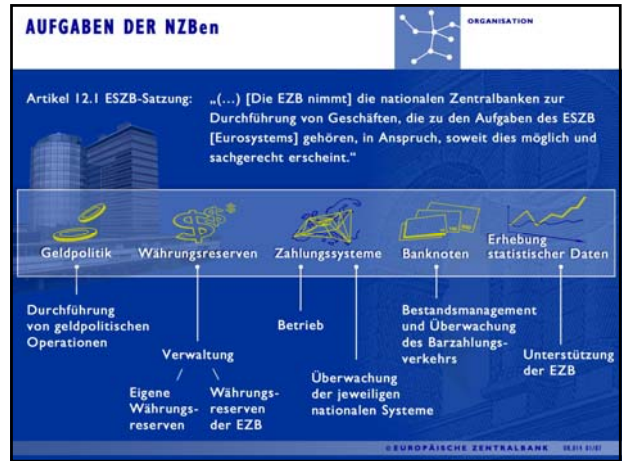 AUFGABEN DER NZBen
ORGANISATION
Artikel 12.1 ESZB-Satzung:
„(...) [Die EZB nimmt] die nationalen Zentralbanken zur
Durchführung von Geschäften, die zu den Aufgaben des ESZB
[Eurosystems] gehören, in Anspruch, soweit dies möglich und
sachgerecht erscheint.“
Geldpolitik
Währungsreserven
Zahlungssysteme
Banknoten
Erhebung
statistischer Daten
Durchführung
von geldpolitischen
Operationen
Verwaltung
Eigene
Währungs-
reserven
Währungs-
reserven
der EZB
Betrieb
Überwachung
der jeweiligen
nationalen Systeme
Bestandsmanagement
und Überwachung
des Barzahlungs-
verkehrs
Unterstützung
der EZB
© EUROPÄISCHE ZENTRALBANK